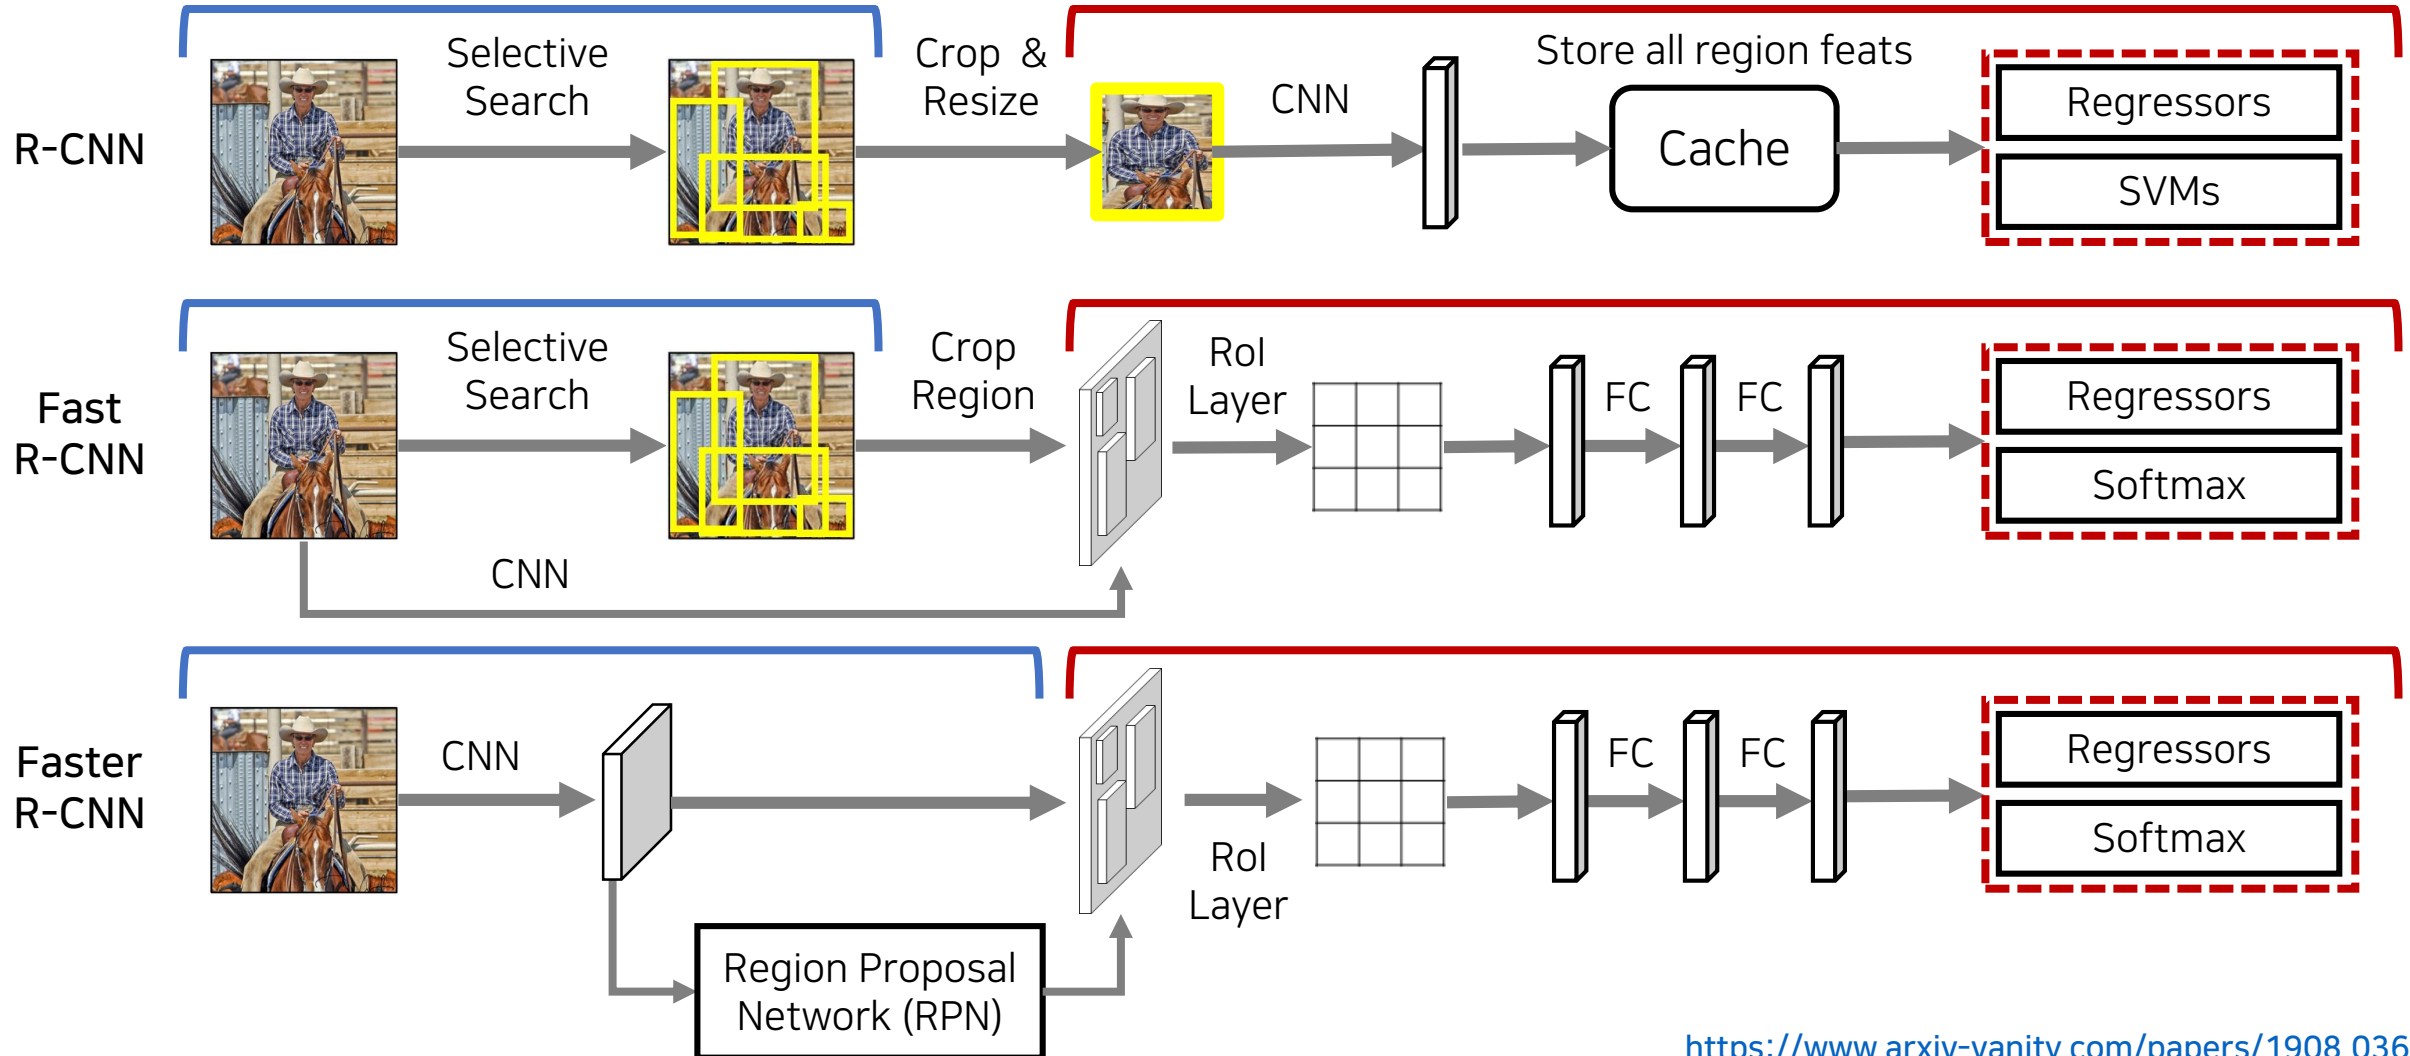 R-CNN
Selective
Search
Crop &
Resize
CNN
Store all region feats
Cache
Regressors
SVMs
Fast
R-CNN
Selective
Search
Crop
Region
CNN
RoI
Layer
FC
FC
Regressors
Softmax
Faster
R-CNN
CNN
Region Proposal
Network (RPN)
RoI
Layer
FC
FC
Regressors
Softmax
https://www.arxiv-vanity.com/papers/1908.036